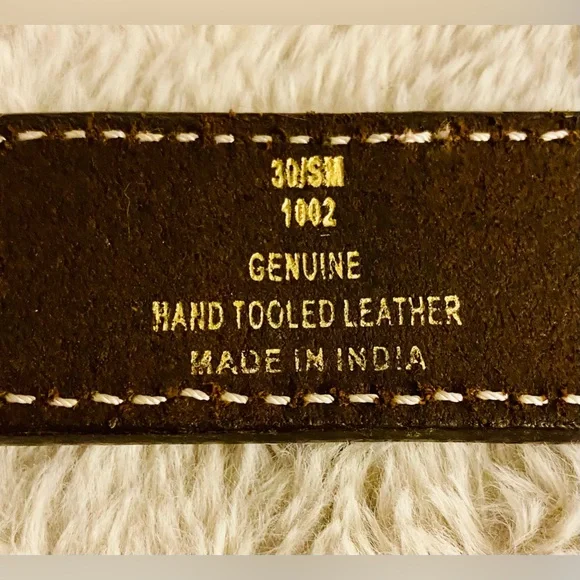 30/SM
1002
GENUINE
HAND TOOLED LEATHER
MADE IN INDIA